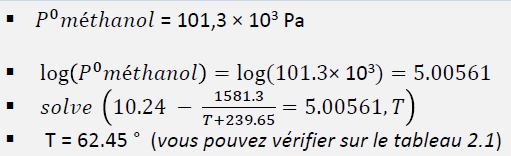 ▪ P⁰méthanol = 101,3 × 10³ Pa
▪ log(P⁰méthanol) = log(101.3× 10³) = 5.00561
▪ solve (10.24 − 1581.3/(T+239.65) = 5.00561, T)
▪ T = 62.45 ° (vous pouvez vérifier sur le tableau 2.1)